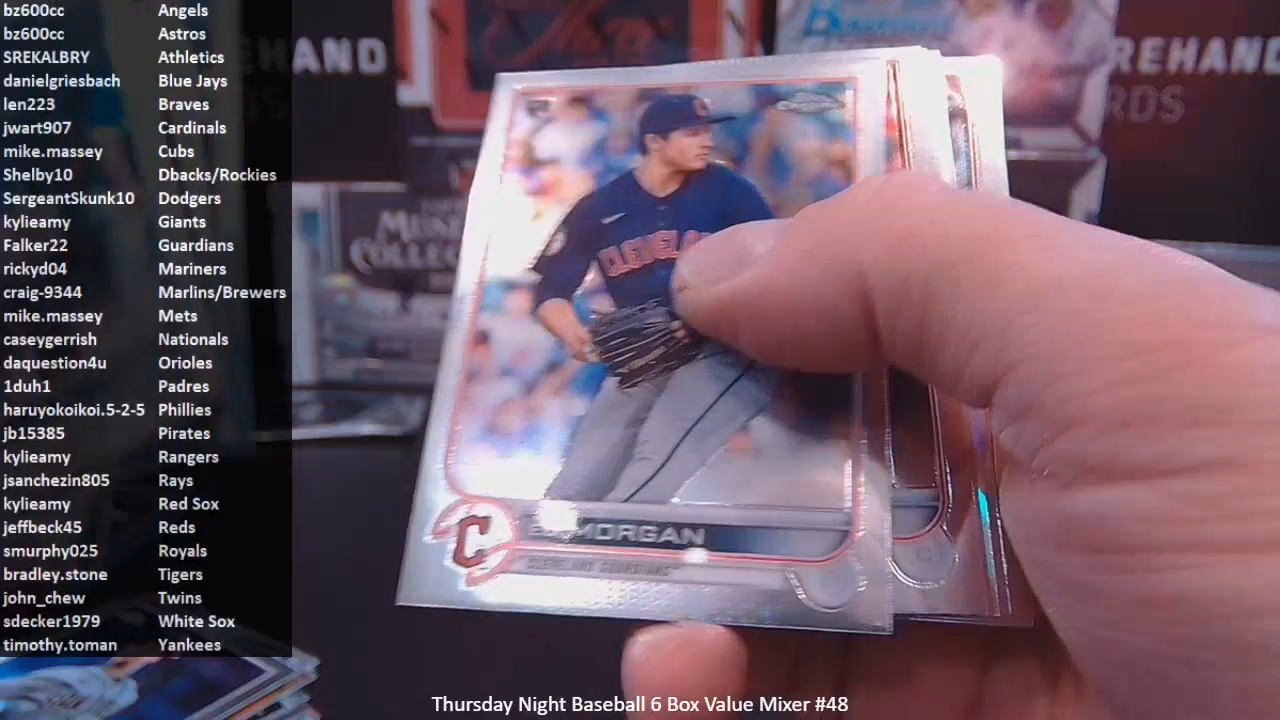 bz600cc Angels
bz600cc Astros
SREKALBRY Athletics
danielgriesbach Blue Jays
len223 Braves
jwart907 Cardinals
mike.massey Cubs
Shelby10 Dbacks/Rockies
SergeantSkunk10 Dodgers
kylieamy Giants
Falker22 Guardians
rickyd04 Mariners
craig-9344 Marlins/Brewers
mike.massey Mets
caseygerrish Nationals
daquestion4u Orioles
1duh1 Padres
haruyokoikoi.5-2-5 Phillies
jb15385 Pirates
kylieamy Rangers
jsanchezin805 Rays
kylieamy Red Sox
jeffbeck45 Reds
smurphy025 Royals
bradley.stone Tigers
john_chew Twins
sdecker1979 White Sox
timothy.toman Yankees
MORGAN
CLEVELAND GUARDIANS
C
Thursday Night Baseball 6 Box Value Mixer #48